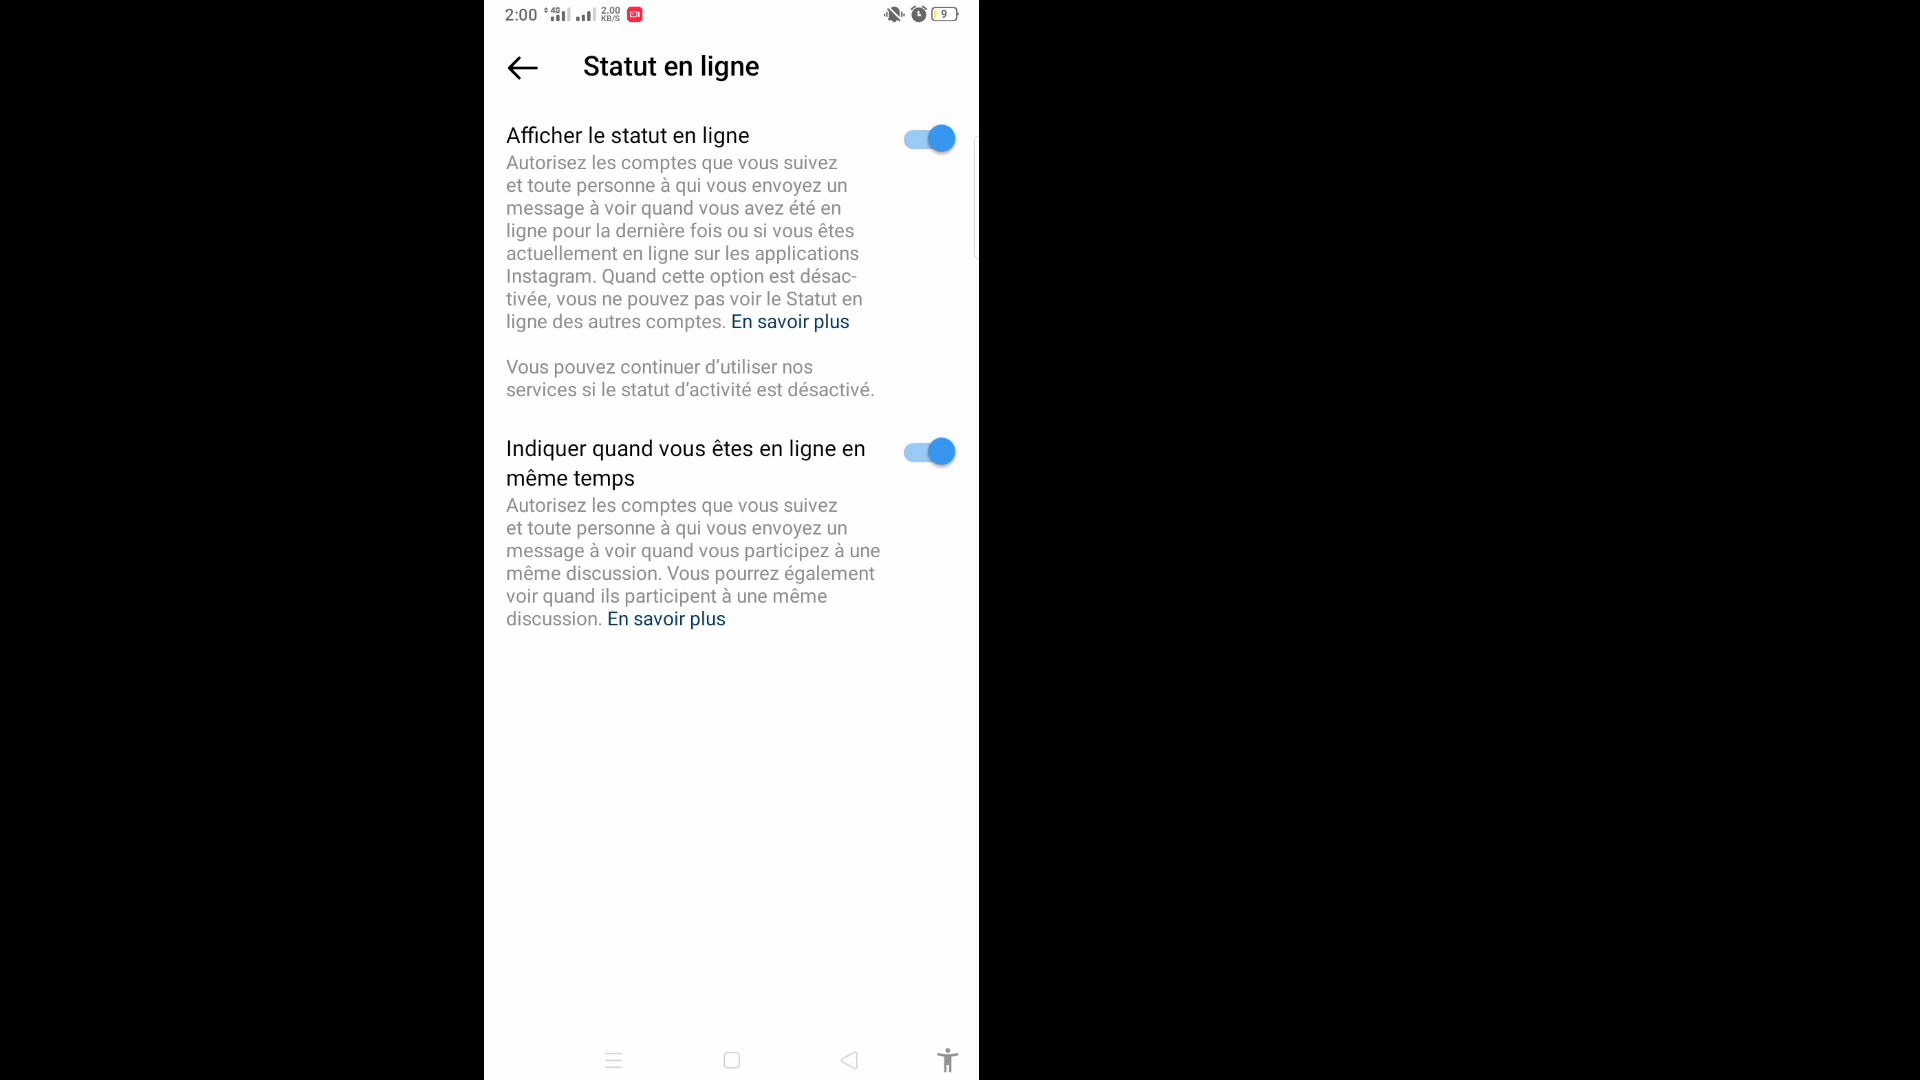 2:00 4G 2.00 KB/S 9
Statut en ligne
Afficher le statut en ligne
Autorisez les comptes que vous suivez
et toute personne à qui vous envoyez un
message à voir quand vous avez été en
ligne pour la dernière fois ou si vous êtes
actuellement en ligne sur les applications
Instagram. Quand cette option est désac-
tivée, vous ne pouvez pas voir le Statut en
ligne des autres comptes. En savoir plus
Vous pouvez continuer d’utiliser nos
services si le statut d’activité est désactivé.
Indiquer quand vous êtes en ligne en
même temps
Autorisez les comptes que vous suivez
et toute personne à qui vous envoyez un
message à voir quand vous participez à une
même discussion. Vous pourrez également
voir quand ils participent à une même
discussion. En savoir plus